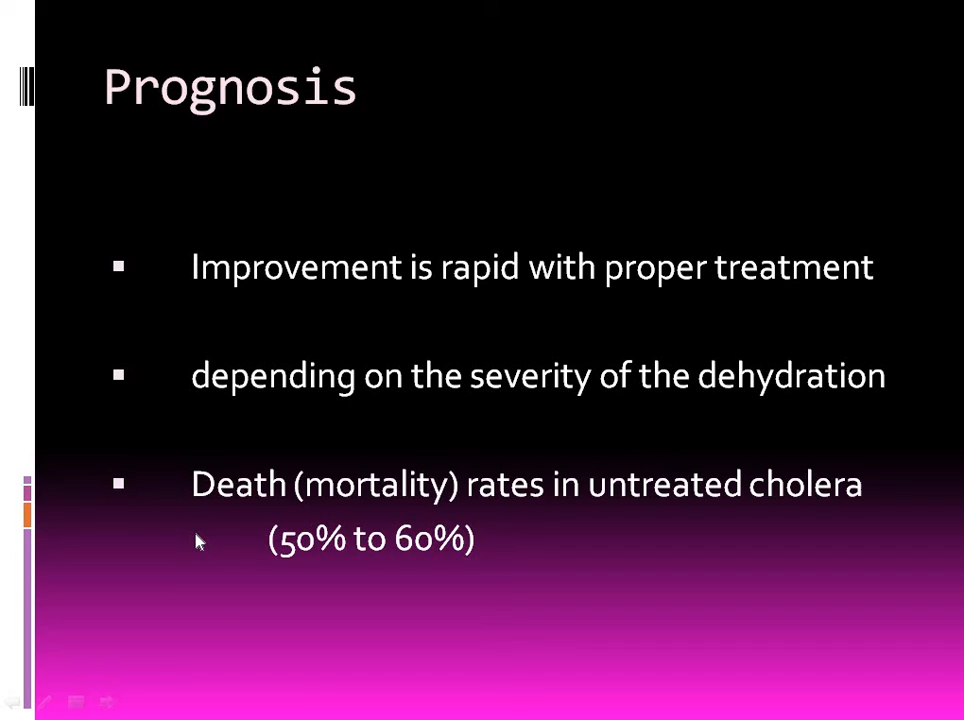 Prognosis
Improvement is rapid with proper treatment
depending on the severity of the dehydration
Death (mortality) rates in untreated cholera
(50% to 60%)